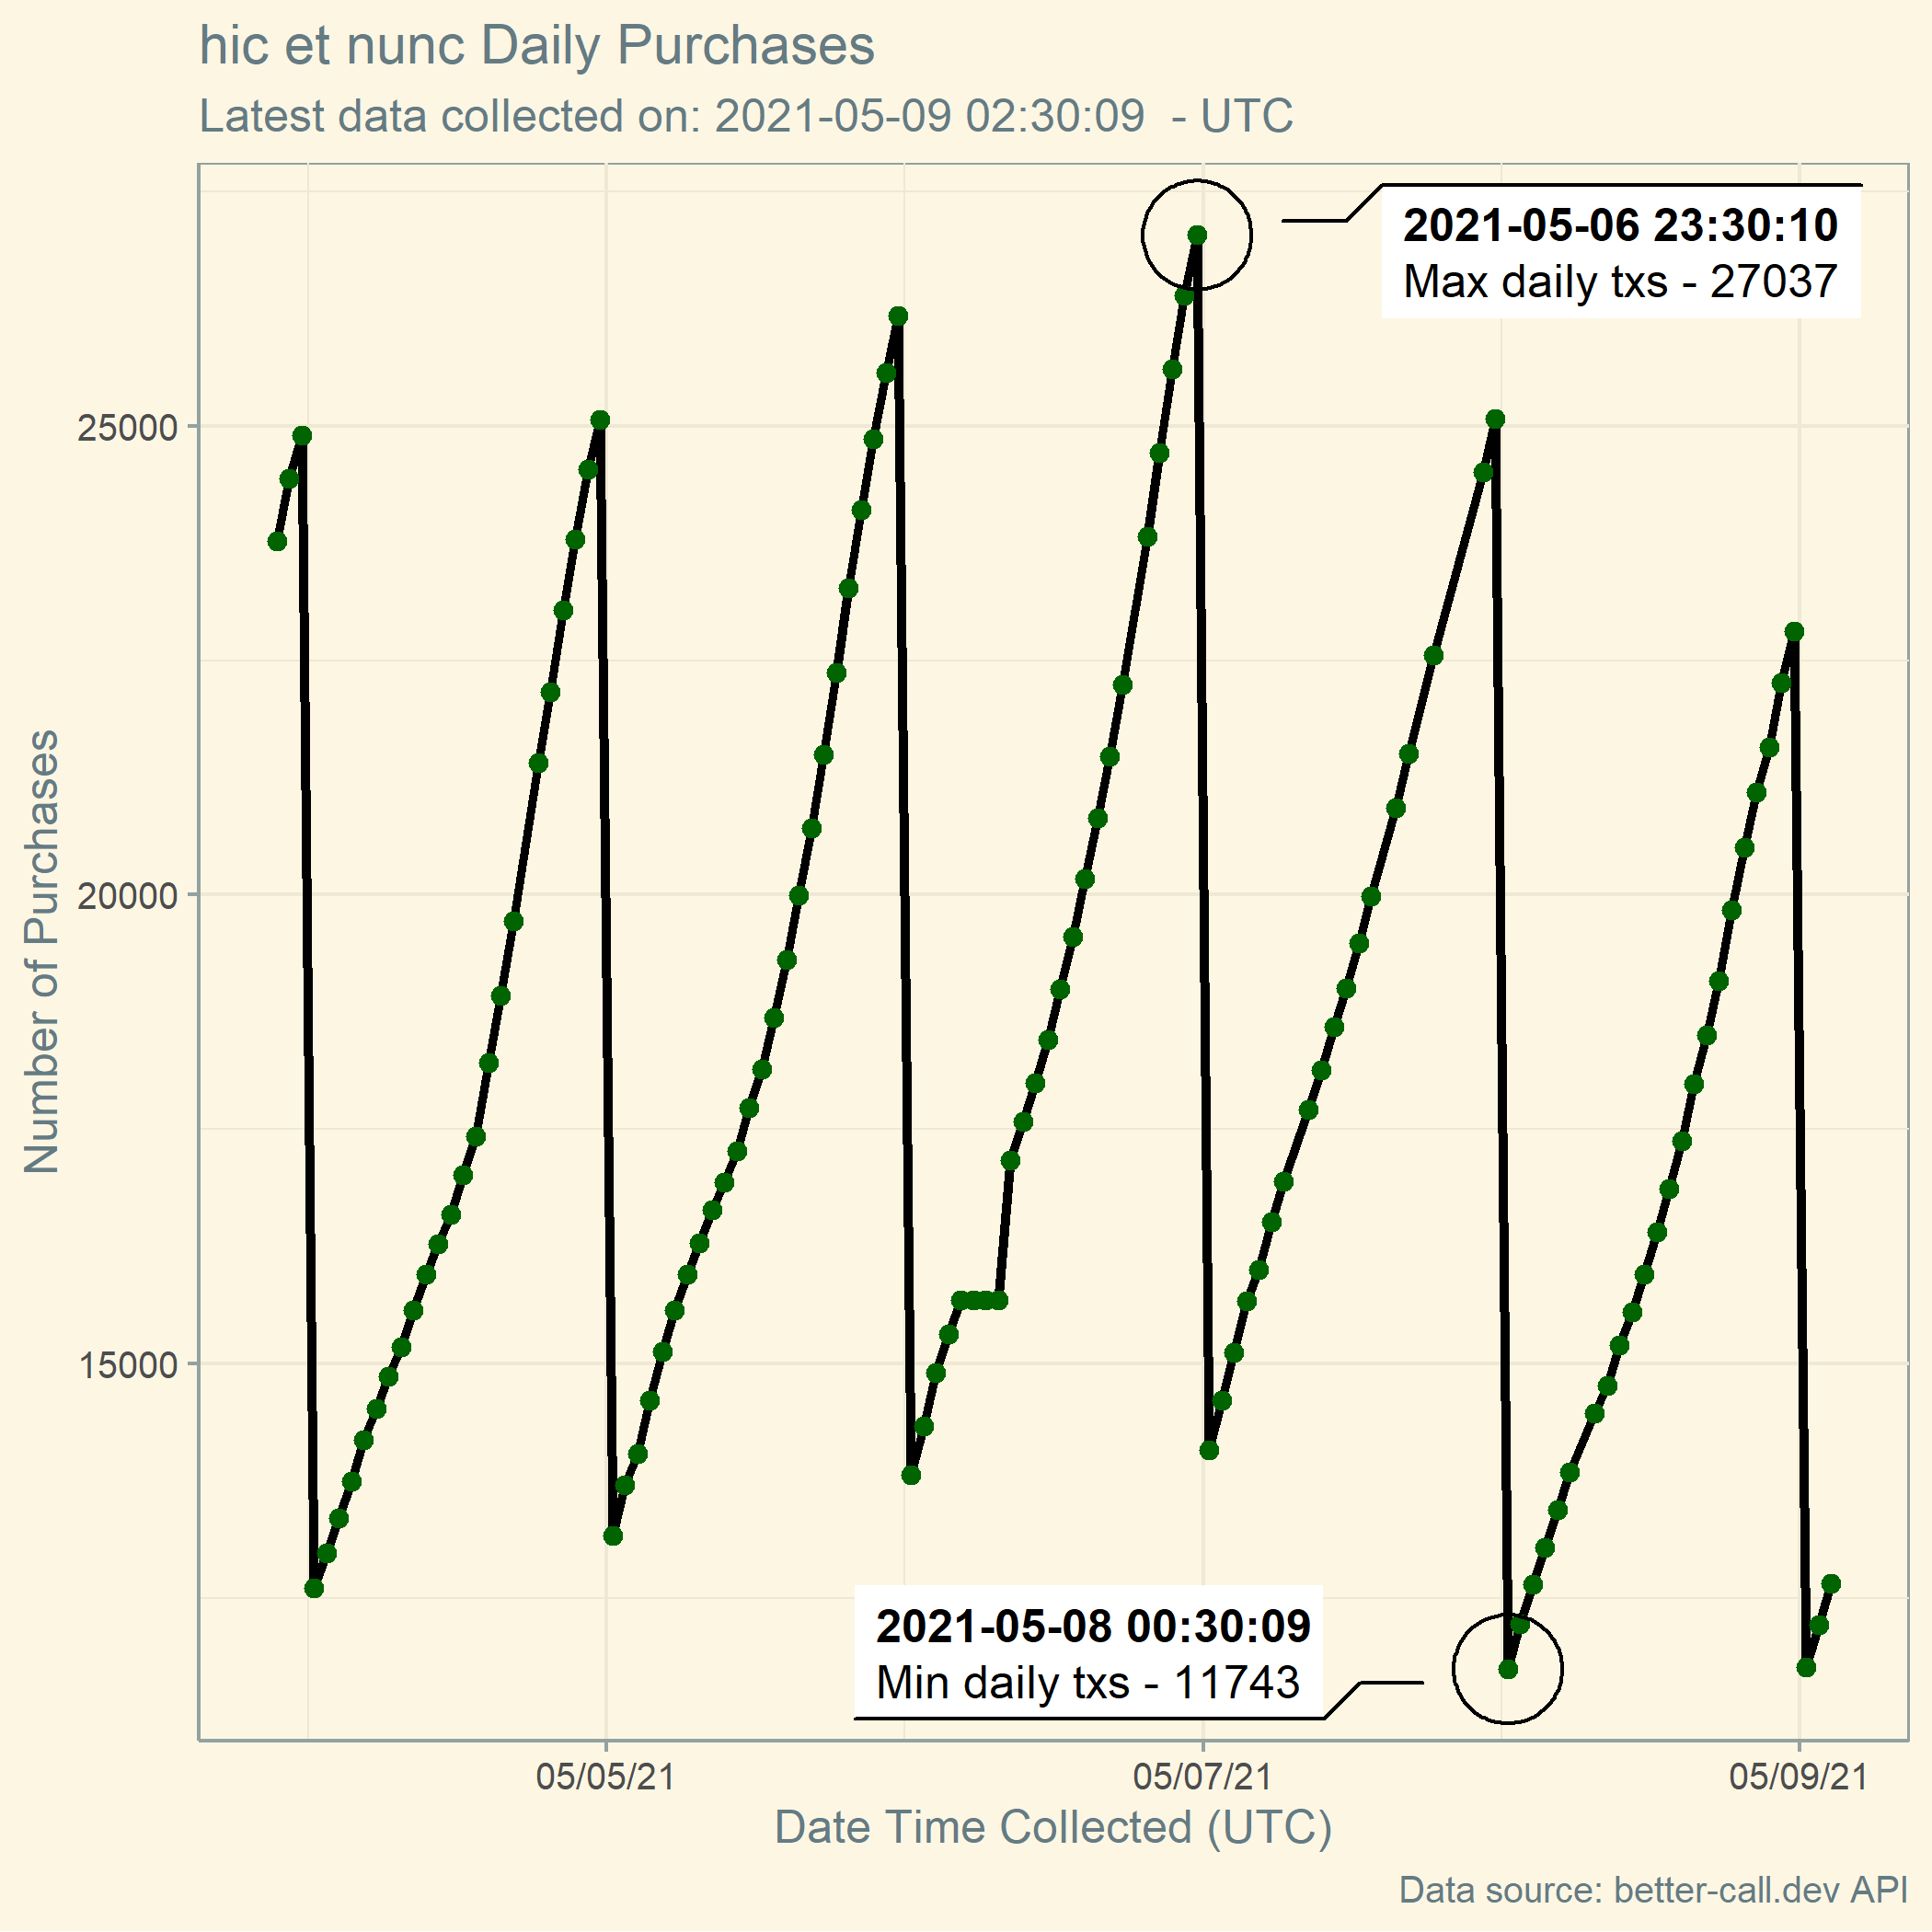 hic et nunc Daily Purchases
Latest data collected on: 2021-05-09 02:30:09  - UTC
2021-05-06 23:30:10
Max daily txs - 27037
25000
20000
15000
Number of Purchases
2021-05-08 00:30:09
Min daily txs - 11743
05/05/21
05/07/21
05/09/21
Date Time Collected (UTC)
Data source: better-call.dev API